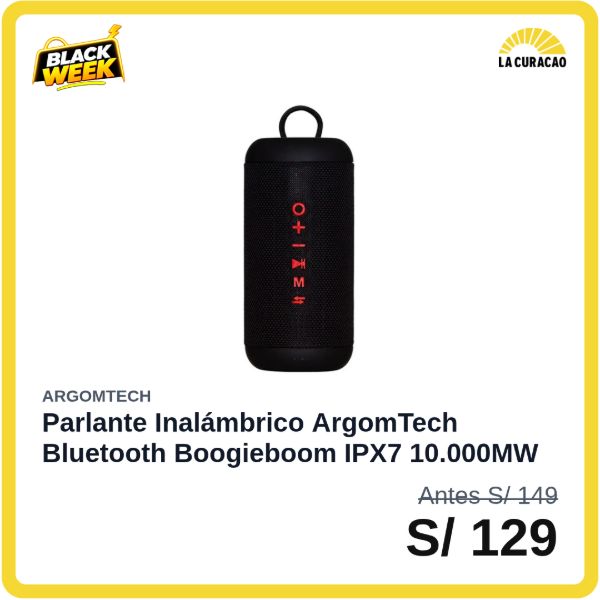 BLACK
WEEK
LA CURACAO
M
ARGOMTECH
Parlante Inalámbrico ArgomTech
Bluetooth Boogieboom IPX7 10.000MW
Antes S/ 149
S/ 129